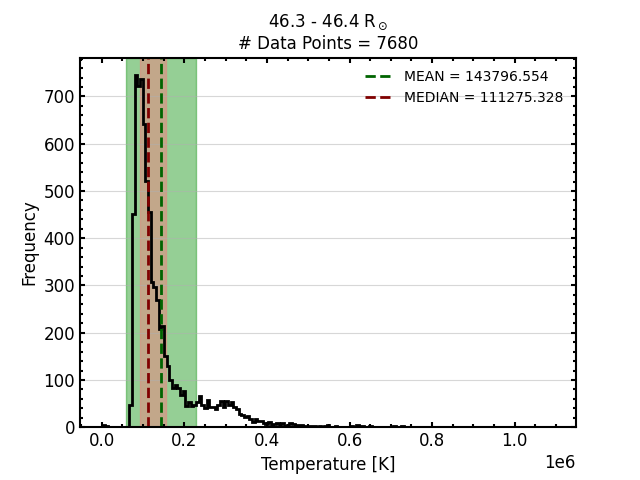 46.3 - 46.4 R⊙
# Data Points = 7680
MEAN = 143796.554
MEDIAN = 111275.328
Frequency
700
600
500
400
300
200
100
0
0.0 0.2 0.4 0.6 0.8 1.0
1e6
Temperature [K]